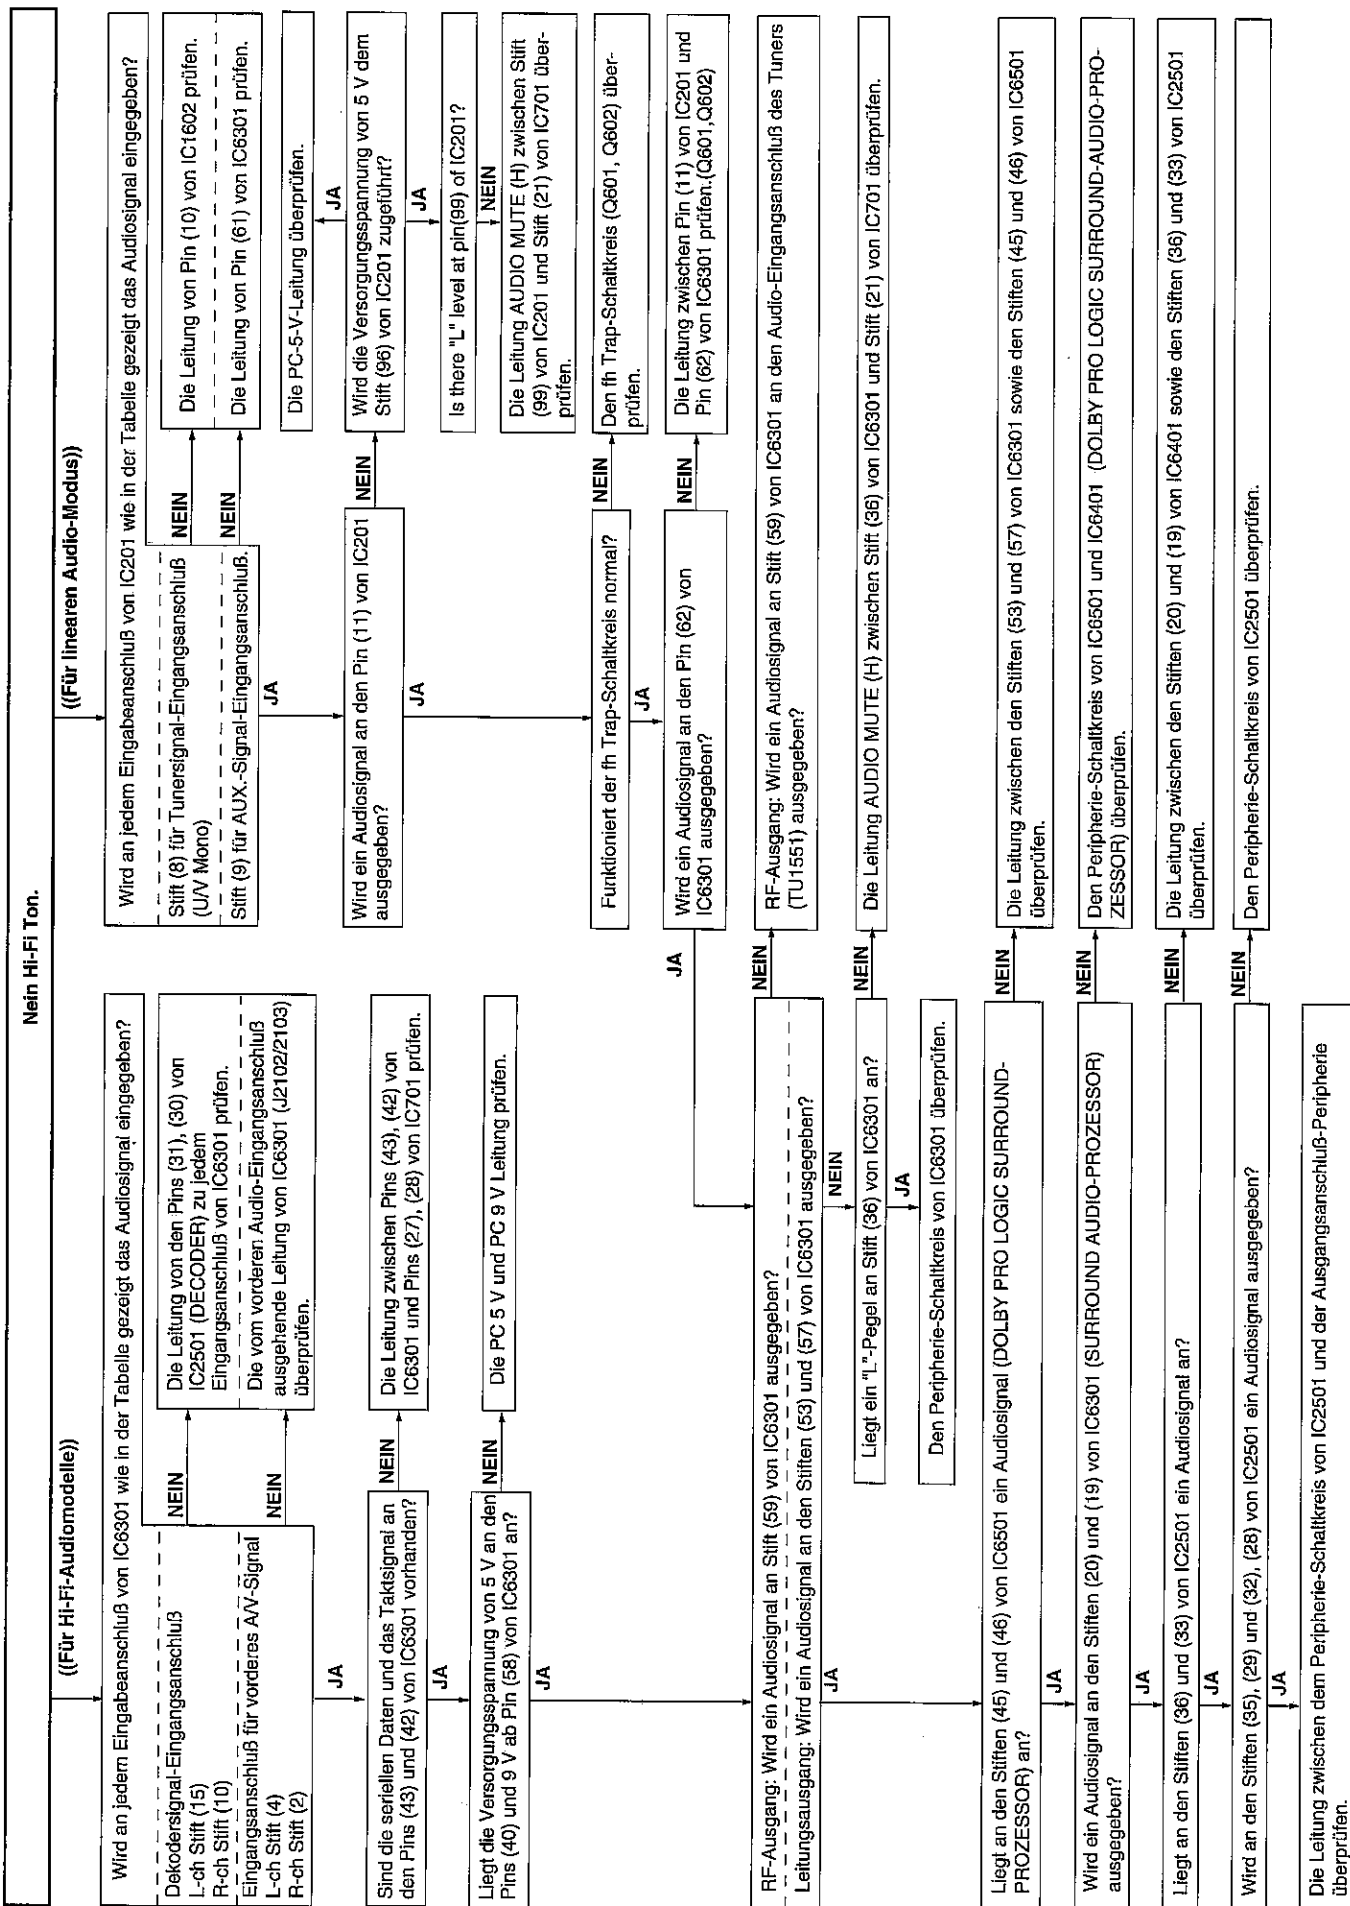 Nein Hi-Fi Ton.
((Für Hi-Fi-Audiomodelle))
Wird an jedem Eingabeanschluß von IC6301 wie in der Tabelle gezeigt das Audiosignal eingegeben?
Dekodersignal-Eingangsanschluß
L-ch Stift (15)
R-ch Stift (10)
Eingangsanschluß für vorderes A/V-Signal
L-ch Stift (4)
R-ch Stift (2)
NEIN
NEIN
Die Leitung von den Pins (31), (30) von
IC2501 (DECODER) zu jedem
Eingangsanschluß von IC6301 prüfen.
Die vom vorderen Audio-Eingangsanschluß
ausgehende Leitung von IC6301 (J2102/2103)
überprüfen.
JA
Sind die seriellen Daten und das Taktsignal an
den Pins (43) und (42) von IC6301 vorhanden?
NEIN
Die Leitung zwischen Pins (43), (42) von
IC6301 und Pins (27), (28) von IC701 prüfen.
JA
Liegt die Versorgungsspannung von 5 V an den
Pins (40) und 9 V ab Pin (58) von IC6301 an?
NEIN
Die PC 5 V und PC 9 V Leitung prüfen.
JA
((Für linearen Audio-Modus))
Wird an jedem Eingabeanschluß von IC201 wie in der Tabelle gezeigt das Audiosignal eingegeben?
Stift (8) für Tunersignal-Eingangsanschluß
(U/V Mono)
Stift (9) für AUX.-Signal-Eingangsanschluß.
NEIN
NEIN
Die Leitung von Pin (10) von IC1602 prüfen.
Die Leitung von Pin (61) von IC6301 prüfen.
JA
Die PC-5-V-Leitung überprüfen.
JA
Wird ein Audiosignal an den Pin (11) von IC201
ausgegeben?
NEIN
Wird die Versorgungsspannung von 5 V dem
Stift (96) von IC201 zugeführt?
JA
Is there "L" level at pin(99) of IC201?
NEIN
Die Leitung AUDIO MUTE (H) zwischen Stift
(99) von IC201 und Stift (21) von IC701 über-
prüfen.
JA
Funktioniert der fh Trap-Schaltkreis normal?
NEIN
Den fh Trap-Schaltkreis (Q601, Q602) über-
prüfen.
JA
Wird ein Audiosignal an den Pin (62) von
IC6301 ausgegeben?
NEIN
Die Leitung zwischen Pin (11) von IC201 und
Pin (62) von IC6301 prüfen.(Q601,Q602)
JA
RF-Ausgang: Wird ein Audiosignal an Stift (59) von IC6301 ausgegeben?
Leitungsausgang: Wird ein Audiosignal an den Stiften (53) und (57) von IC6301 ausgegeben?
NEIN
RF-Ausgang: Wird ein Audiosignal an Stift (59) von IC6301 an den Audio-Eingangsanschluß des Tuners
(TU1551) ausgegeben?
NEIN
Liegt ein "L"-Pegel an Stift (36) von IC6301 an?
NEIN
Die Leitung AUDIO MUTE (H) zwischen Stift (36) von IC6301 und Stift (21) von IC701 überprüfen.
JA
Den Peripherie-Schaltkreis von IC6301 überprüfen.
JA
Liegt an den Stiften (45) und (46) von IC6501 ein Audiosignal (DOLBY PRO LOGIC SURROUND-
PROZESSOR) an?
NEIN
Die Leitung zwischen den Stiften (53) und (57) von IC6301 sowie den Stiften (45) und (46) von IC6501
überprüfen.
JA
Wird ein Audiosignal an den Stiften (20) und (19) von IC6301 (SURROUND AUDIO-PROZESSOR)
ausgegeben?
NEIN
Den Peripherie-Schaltkreis von IC6501 und IC6401 (DOLBY PRO LOGIC SURROUND-AUDIO-PRO-
ZESSOR) überprüfen.
JA
Liegt an den Stiften (36) und (33) von IC2501 ein Audiosignal an?
NEIN
Die Leitung zwischen den Stiften (20) und (19) von IC6401 sowie den Stiften (36) und (33) von IC2501
überprüfen.
JA
Wird an den Stiften (35), (29) und (32), (28) von IC2501 ein Audiosignal ausgegeben?
NEIN
Den Peripherie-Schaltkreis von IC2501 überprüfen.
JA
Die Leitung zwischen dem Peripherie-Schaltkreis von IC2501 und der Ausgangsanschluß-Peripherie
überprüfen.